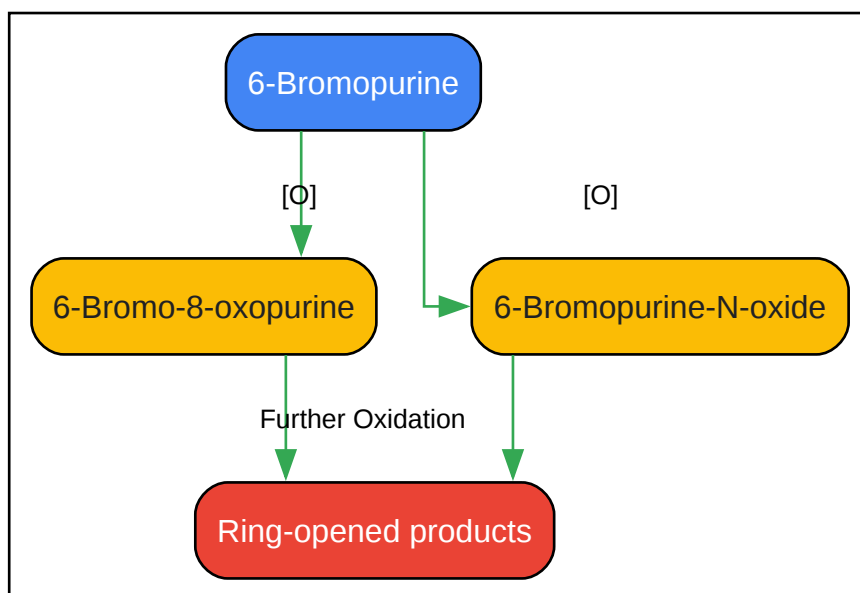 6-Bromopurine
[O]
[O]
6-Bromo-8-oxopurine
6-Bromopurine-N-oxide
Further Oxidation
Ring-opened products